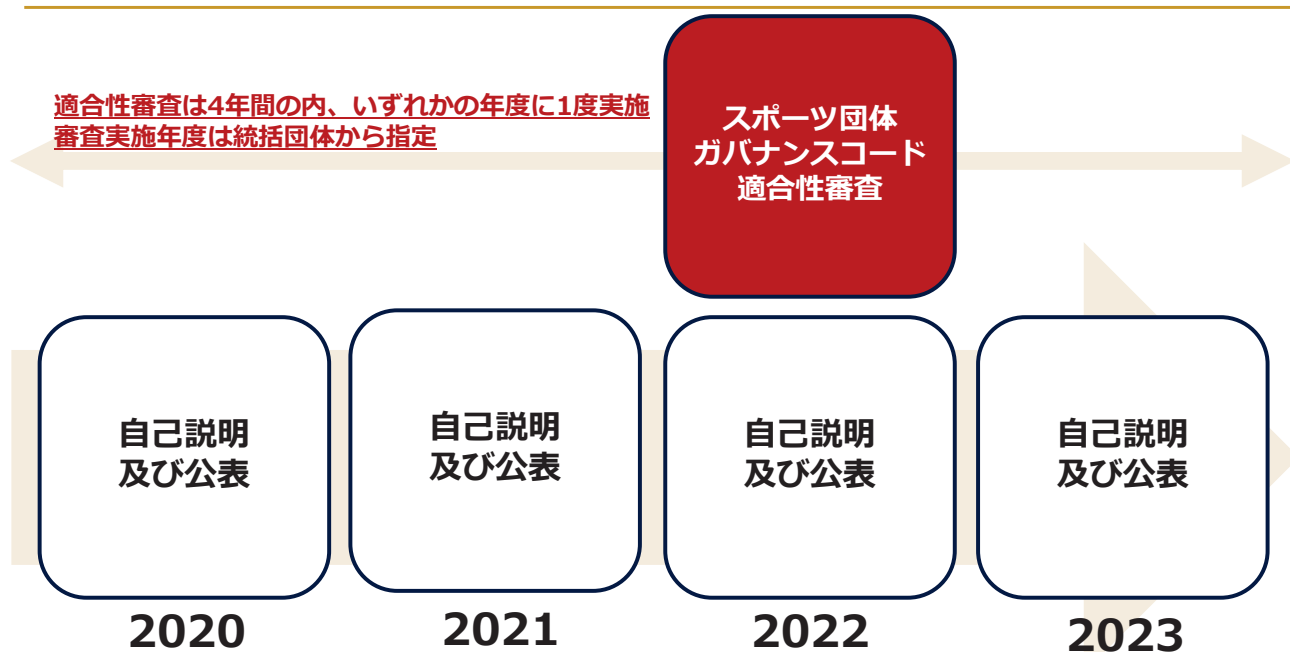 適合性審査は4年間の内、いずれかの年度に1度実施
審査実施年度は統括団体から指定
スポーツ団体
ガバナンスコード
適合性審査
自己説明
及び公表
自己説明
及び公表
自己説明
及び公表
自己説明
及び公表
2020
2021
2022
2023